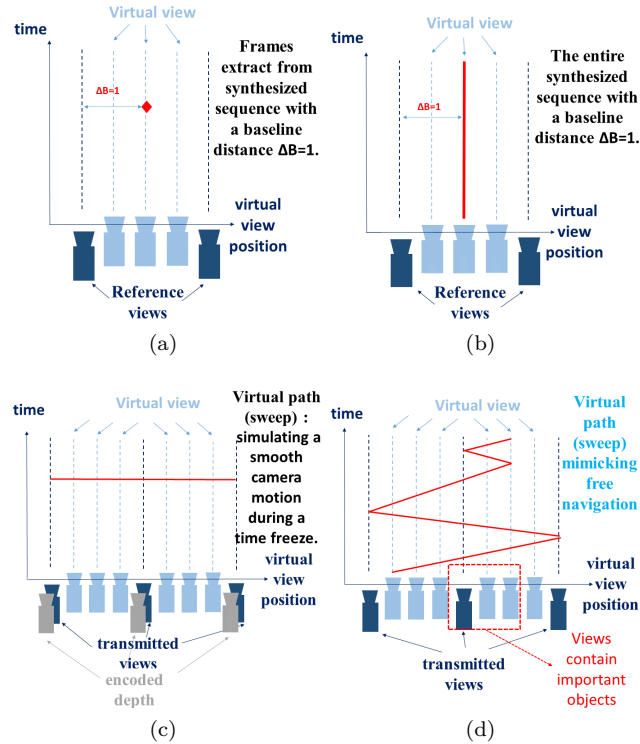 Virtual view
time
Frames
extract from
synthesized
sequence with
a baseline
distance ΔB=1.
ΔB=1
virtual
view
position
Reference
views
(a)
Virtual view
time
The entire
synthesized
sequence with
a baseline
distance ΔB=1.
ΔB=1
virtual
view
position
Reference
views
(b)
Virtual view
time
Virtual path
(sweep) :
simulating a
smooth
camera
motion
during a
time freeze.
virtual
view
position
transmitted
views
encoded
depth
(c)
Virtual view
time
Virtual
path
(sweep)
mimicking
free
navigation
virtual
view
position
transmitted
views
Views
contain
important
objects
(d)